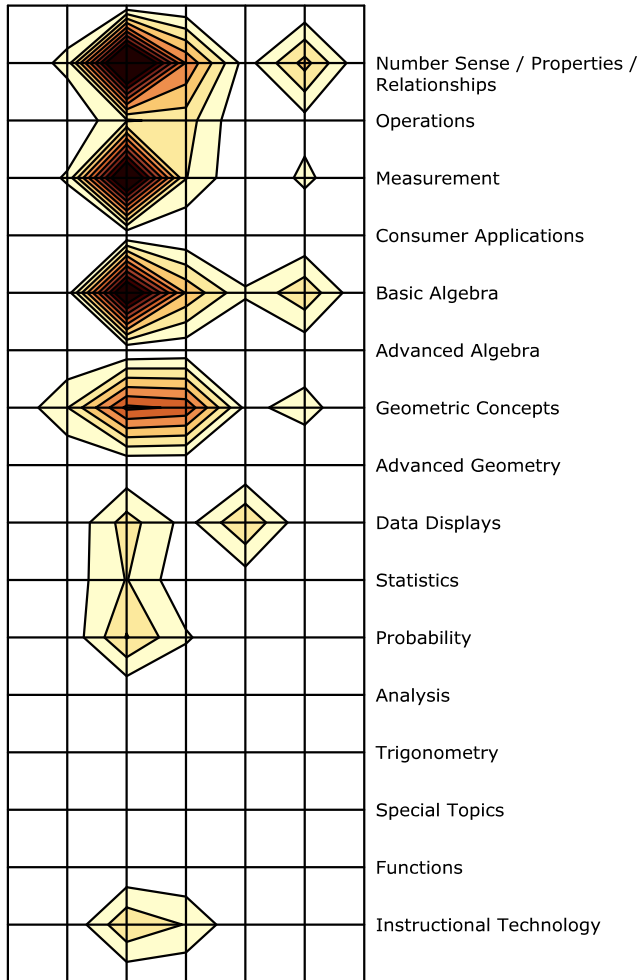 Number Sense / Properties /
Relationships
Operations
Measurement
Consumer Applications
Basic Algebra
Advanced Algebra
Geometric Concepts
Advanced Geometry
Data Displays
Statistics
Probability
Analysis
Trigonometry
Special Topics
Functions
Instructional Technology